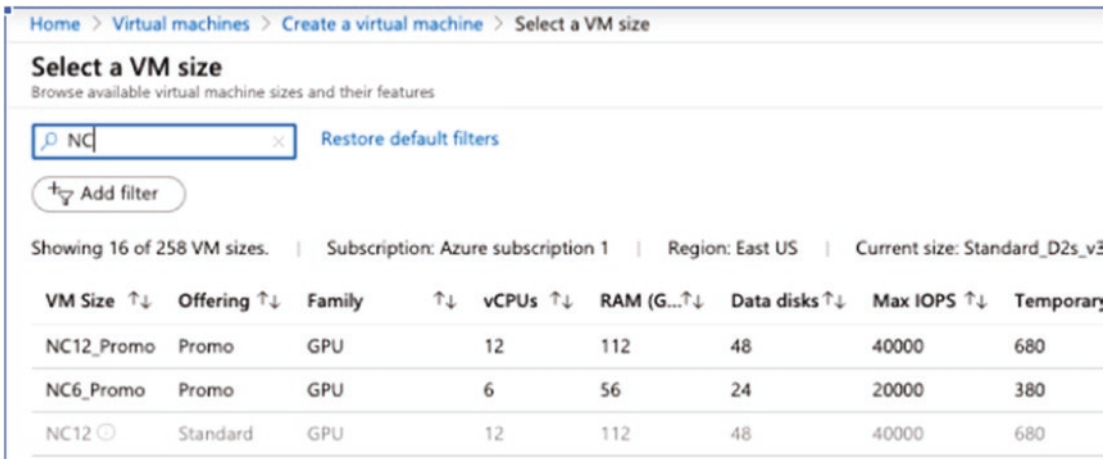 Home > Virtual machines > Create a virtual machine > Select a VM size
Select a VM size
Browse available virtual machine sizes and their features
NC Restore default filters
Add filter
Showing 16 of 258 VM sizes. | Subscription: Azure subscription 1 | Region: East US | Current size: Standard_D2s_v3
VM Size Offering Family vCPUs RAM (G... Data disks Max IOPS Temporary
NC12_Promo Promo GPU 12 112 48 40000 680
NC6_Promo Promo GPU 6 56 24 20000 380
NC12 Standard GPU 12 112 48 40000 680